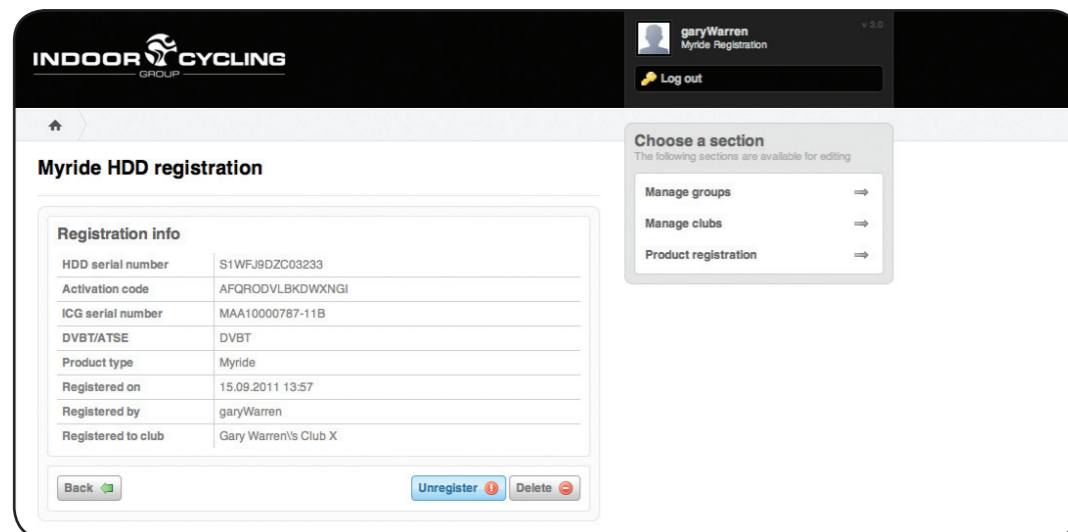 INDOOR CYCLING
GROUP
garyWarren
v 3.0
Myride Registration
Log out
Myride HDD registration
Registration info
HDD serial number S1WFJ9DZC03233
Activation code AFQRODVLBKDWXNGI
ICG serial number MAA10000787-11B
DVBT/ATSE DVBT
Product type Myride
Registered on 15.09.2011 13:57
Registered by garyWarren
Registered to club Gary Warren\'s Club X
Back
Unregister
Delete
Choose a section
The following sections are available for editing
Manage groups
Manage clubs
Product registration